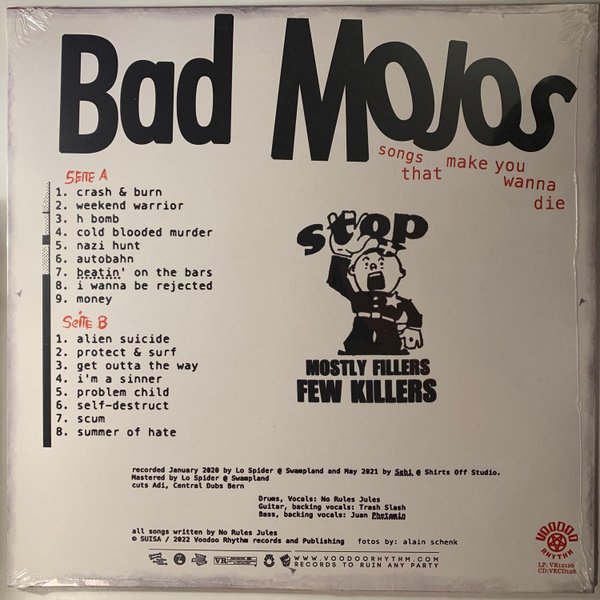 Bad Mojos
songs that make you wanna die
SEITE A
1. crash & burn
2. weekend warrior
3. h bomb
4. cold blooded murder
5. nazi hunt
6. autobahn
7. beatin' on the bars
8. i wanna be rejected
9. money
SEITE B
1. alien suicide
2. protect & surf
3. get outta the way
4. i'm a sinner
5. problem child
6. self-destruct
7. scum
8. summer of hate
stop
MOSTLY FILLERS
FEW KILLERS
recorded January 2020 by Lo Spider @ Swampland and May 2021 by Sebi @ Shirts Off Studio.
Mastered by Lo Spider @ Swampland
cuts Adi, Central Dubs Bern
Drums, Vocals: No Rules Jules
Guitar, backing vocals: Trash Slash
Bass, backing vocals: Juan Phetamin
all songs written by No Rules Jules
© SUISA / 2022 Voodoo Rhythm records and Publishing fotos by: alain schenk
WWW.VOODOORHYTHM.COM
RECORDS TO RUIN ANY PARTY
VOODOO
RHYTHM
LP: VR12126
CD:VRCD126